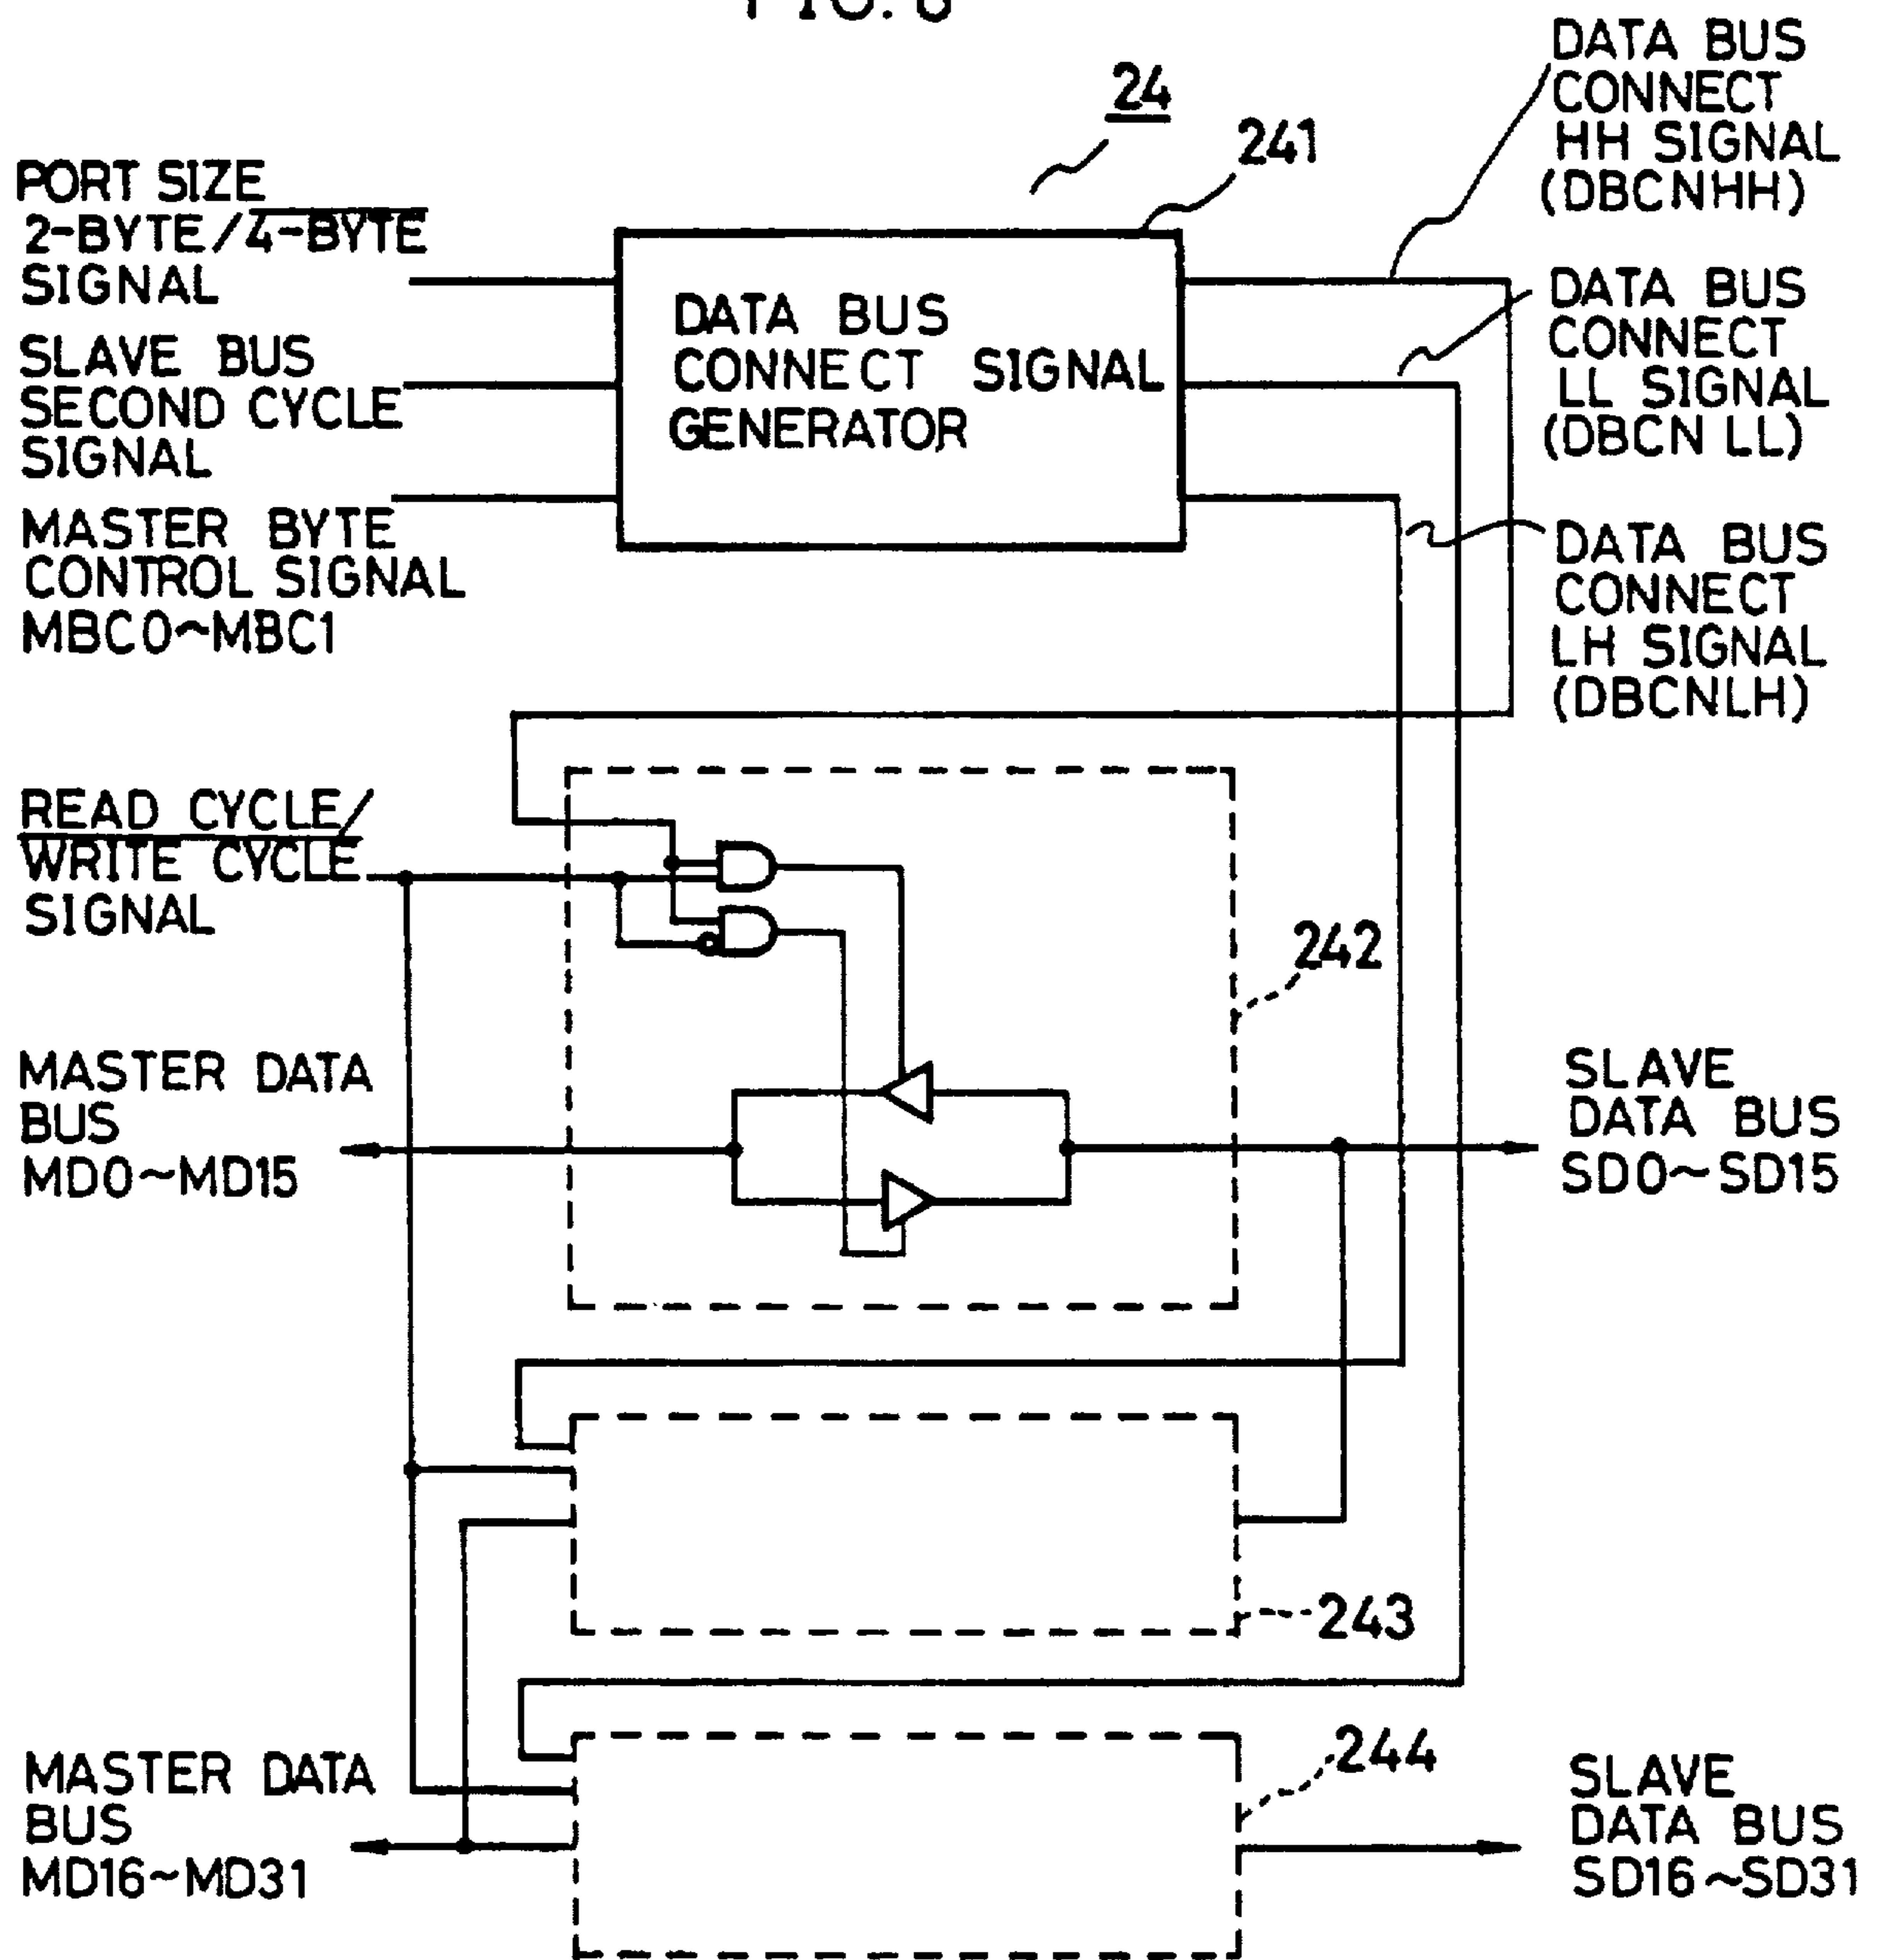 24
241
DATA BUS
CONNECT
HH SIGNAL
(DBCNHH)
PORT SIZE
2-BYTE/4-BYTE
SIGNAL
SLAVE BUS
SECOND CYCLE
SIGNAL
MASTER BYTE
CONTROL SIGNAL
MBC0~MBC1
DATA BUS
CONNECT SIGNAL
GENERATOR
DATA BUS
CONNECT
LL SIGNAL
(DBCN LL)
DATA BUS
CONNECT
LH SIGNAL
(DBCNLH)
READ CYCLE/
WRITE CYCLE
SIGNAL
242
MASTER DATA
BUS
MD0~MD15
SLAVE
DATA BUS
SD0~SD15
243
244
MASTER DATA
BUS
MD16~MD31
SLAVE
DATA BUS
SD16~SD31